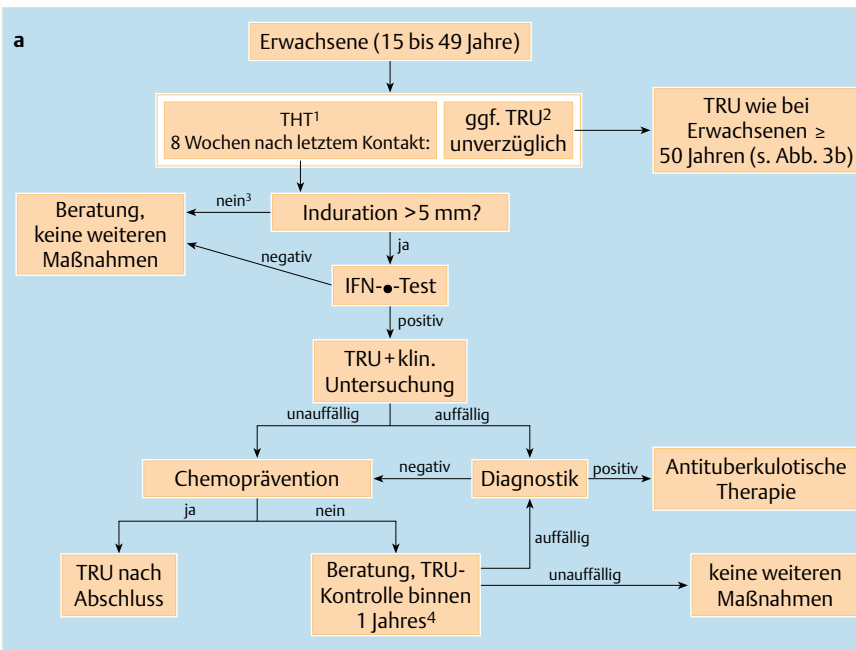 a
Erwachsene (15 bis 49 Jahre)
THT¹
8 Wochen nach letztem Kontakt:
ggf. TRU²
unverzüglich
TRU wie bei
Erwachsenen ≥
50 Jahren (s. Abb. 3b)
nein³
Induration >5 mm?
Beratung,
keine weiteren
Maßnahmen
ja
negativ
IFN-●-Test
positiv
TRU+klin.
Untersuchung
unauffällig
auffällig
Chemoprävention
negativ
Diagnostik
positiv
Antituberkulotische
Therapie
ja
nein
auffällig
TRU nach
Abschluss
Beratung, TRU-
Kontrolle binnen
1 Jahres⁴
unauffällig
keine weiteren
Maßnahmen